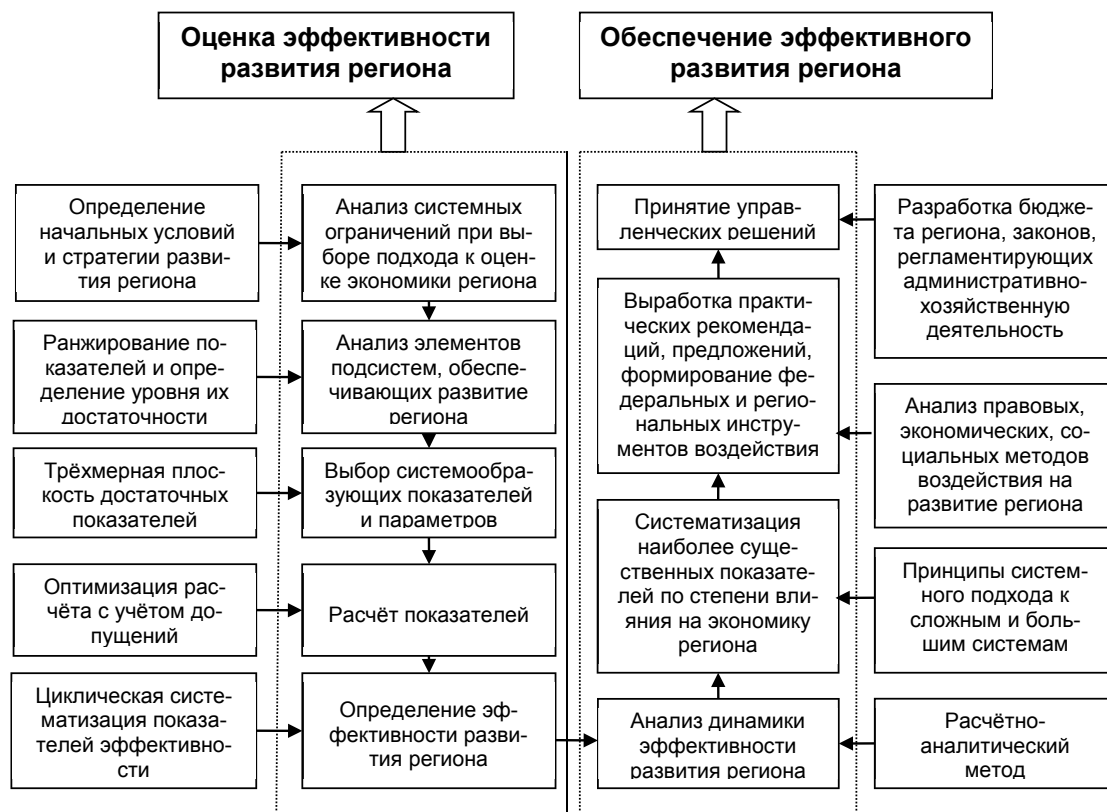 Оценка эффективности
развития региона
Обеспечение эффективного
развития региона
Определение
начальных условий
и стратегии разви-
тия региона
Ранжирование по-
казателей и опре-
деление уровня их
достаточности
Трёхмерная плос-
кость достаточных
показателей
Оптимизация рас-
чёта с учётом до-
пущений
Циклическая систе-
матизация показа-
телей эффективно-
сти
Анализ системных
ограничений при вы-
боре подхода к оцен-
ке экономики региона
Анализ элементов
подсистем, обеспе-
чивающих развитие
региона
Выбор системообра-
зующих показателей
и параметров
Расчёт показателей
Определение эф-
фективности разви-
тия региона
Принятие управ-
ленческих решений
Выработка практи-
ческих рекоменда-
ций, предложений,
формирование фе-
деральных и регио-
нальных инстру-
ментов воздействия
Систематизация
наиболее суще-
ственных показате-
лей по степени вли-
яния на экономику
региона
Анализ динамики
эффективности
развития региона
Разработка бюдже-
та региона, законов,
регламентирующих
административно-
хозяйственную
деятельность
Анализ правовых,
экономических, со-
циальных методов
воздействия на
развитие региона
Принципы систем-
ного подхода к
сложным и боль-
шим системам
Расчётно-
аналитический
метод